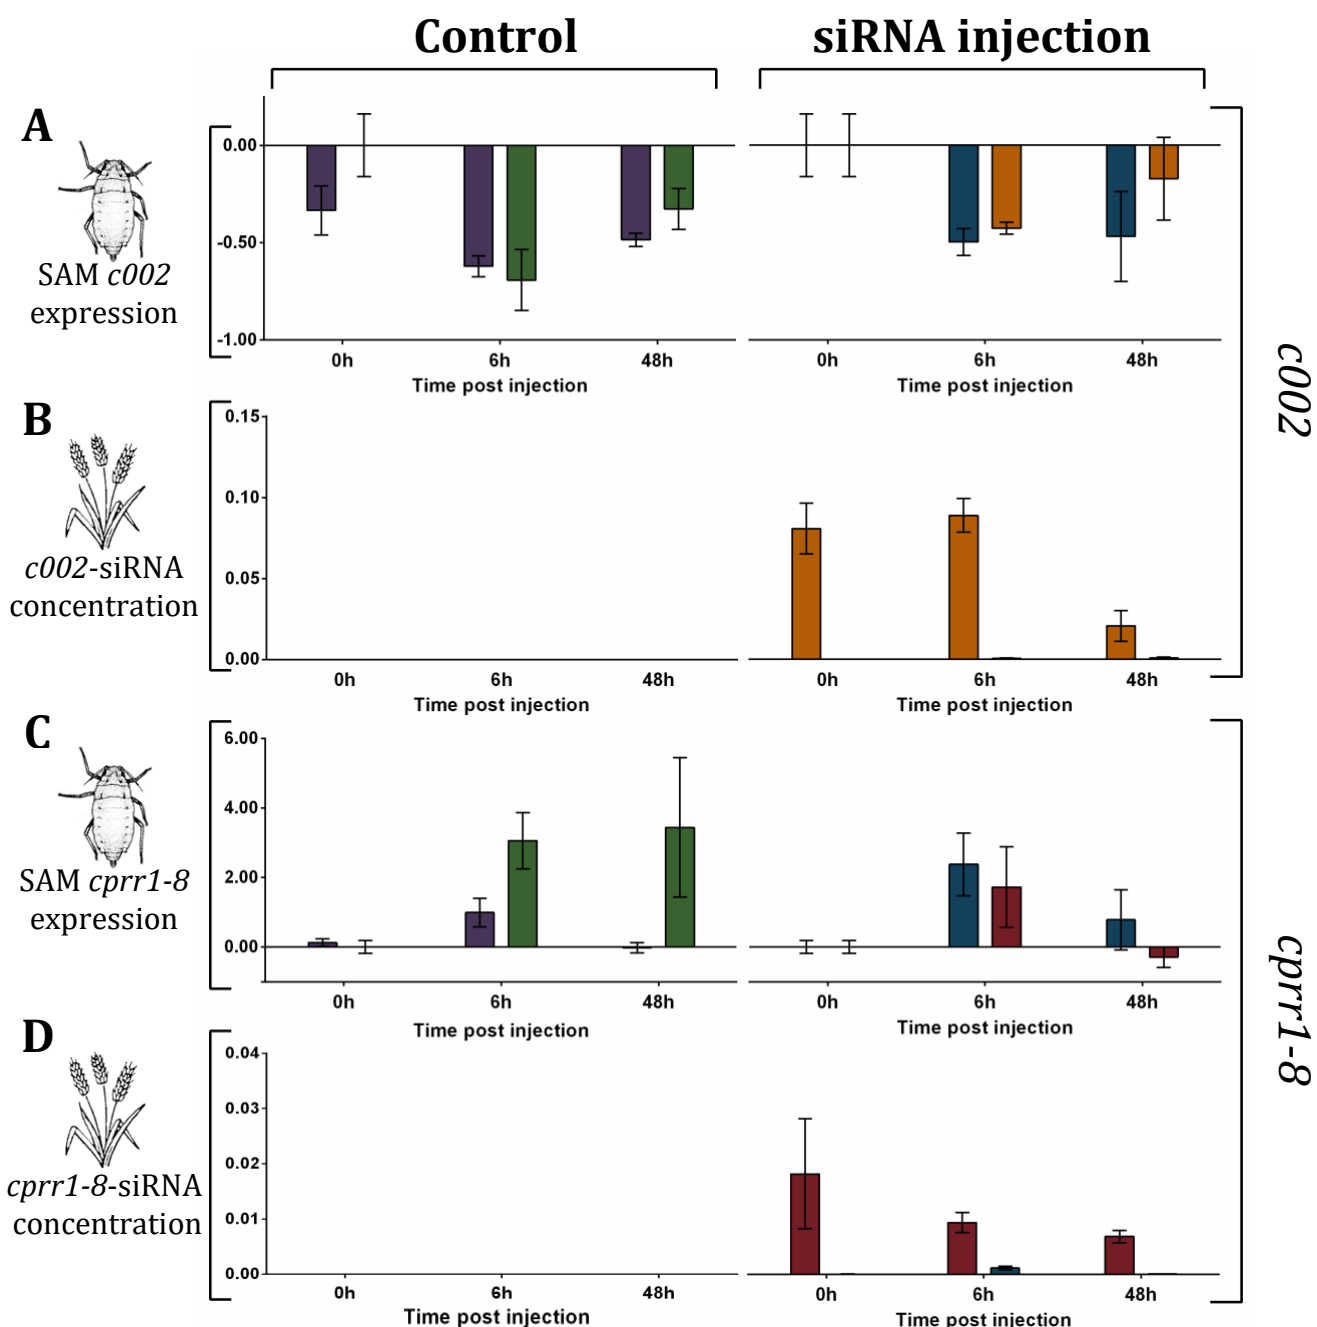 Control siRNA injection
A
SAM c002
expression
0.00
-0.50
-1.00
0h 6h 48h 0h 6h 48h
Time post injection Time post injection
c002
B
c002-siRNA
concentration
0.15
0.10
0.05
0.00
0h 6h 48h 0h 6h 48h
Time post injection Time post injection
C
SAM cprr1-8
expression
6.00
4.00
2.00
0.00
0h 6h 48h 0h 6h 48h
Time post injection Time post injection
cprr1-8
D
cprr1-8-siRNA
concentration
0.04
0.03
0.02
0.01
0.00
0h 6h 48h 0h 6h 48h
Time post injection Time post injection